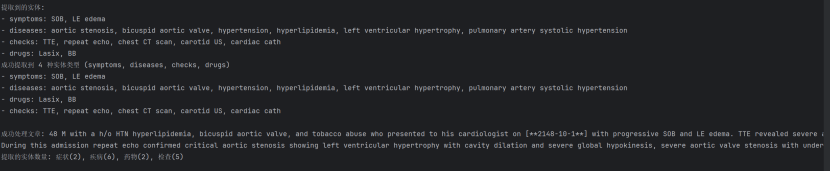 提取到的实体:
- symptoms: SOB, LE edema
- diseases: aortic stenosis, bicuspid aortic valve, hypertension, hyperlipidemia, left ventricular hypertrophy, pulmonary artery systolic hypertension
- checks: TTE, repeat echo, chest CT scan, carotid US, cardiac cath
- drugs: Lasix, BB
成功提取到 4 种实体类型 (symptoms, diseases, checks, drugs)
- symptoms: SOB, LE edema
- diseases: aortic stenosis, bicuspid aortic valve, hypertension, hyperlipidemia, left ventricular hypertrophy, pulmonary artery systolic hypertension
- drugs: Lasix, BB
- checks: TTE, repeat echo, chest CT scan, carotid US, cardiac cath
成功处理文章: 48 M with a h/o HTN hyperlipidemia, bicuspid aortic valve, and tobacco abuse who presented to his cardiologist on [**2148-10-1**] with progressive SOB and LE edema. TTE revealed severe a
During this admission repeat echo confirmed critical aortic stenosis showing left ventricular hypertrophy with cavity dilation and severe global hypokinesis, severe aortic valve stenosis with under
提取的实体数量: 症状(2), 疾病(6), 药物(2), 检查(5)